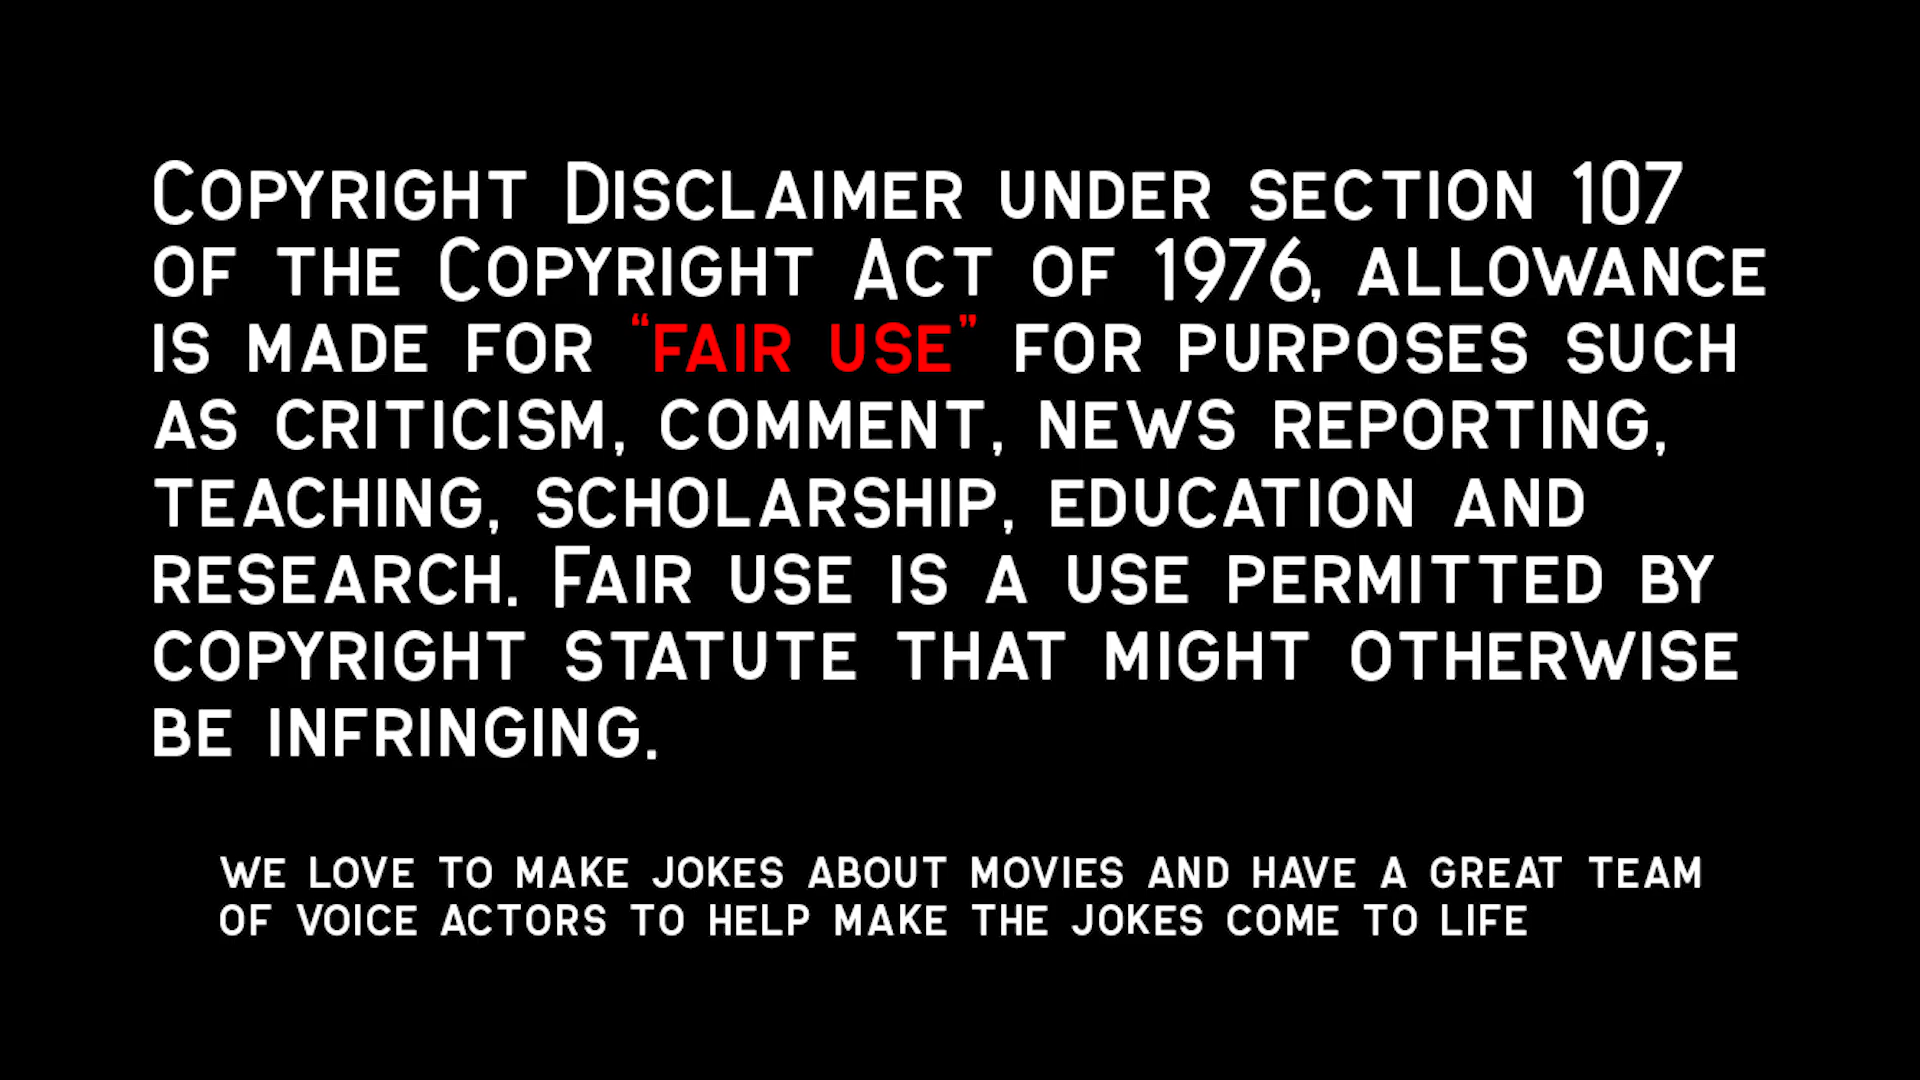 Copyright Disclaimer under section 107
of the Copyright Act of 1976, allowance
is made for “fair use” for purposes such
as criticism, comment, news reporting,
teaching, scholarship, education and
research. Fair use is a use permitted by
copyright statute that might otherwise
be infringing.
we love to make jokes about movies and have a great team
of voice actors to help make the jokes come to life